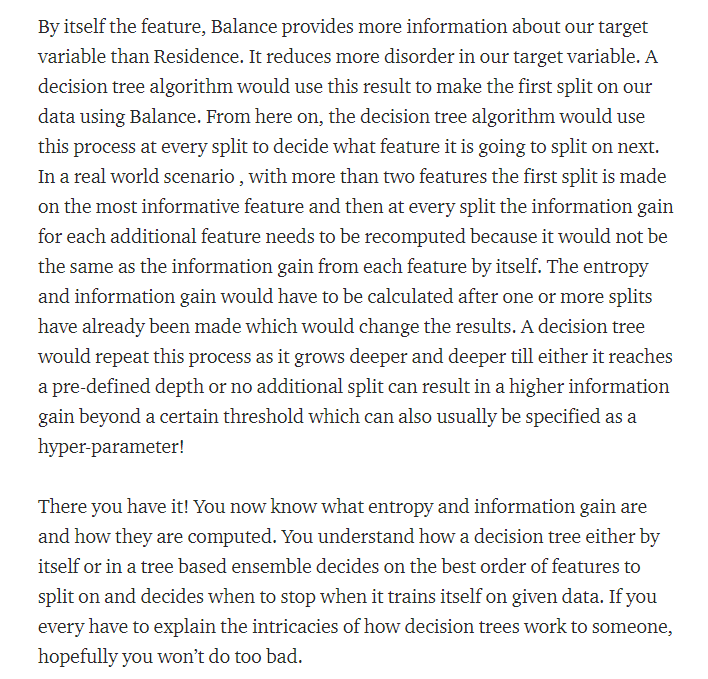 By itself the feature, Balance provides more information about our target
variable than Residence. It reduces more disorder in our target variable. A
decision tree algorithm would use this result to make the first split on our
data using Balance. From here on, the decision tree algorithm would use
this process at every split to decide what feature it is going to split on next.
In a real world scenario , with more than two features the first split is made
on the most informative feature and then at every split the information gain
for each additional feature needs to be recomputed because it would not be
the same as the information gain from each feature by itself. The entropy
and information gain would have to be calculated after one or more splits
have already been made which would change the results. A decision tree
would repeat this process as it grows deeper and deeper till either it reaches
a pre-defined depth or no additional split can result in a higher information
gain beyond a certain threshold which can also usually be specified as a
hyper-parameter!
There you have it! You now know what entropy and information gain are
and how they are computed. You understand how a decision tree either by
itself or in a tree based ensemble decides on the best order of features to
split on and decides when to stop when it trains itself on given data. If you
every have to explain the intricacies of how decision trees work to someone,
hopefully you won’t do too bad.